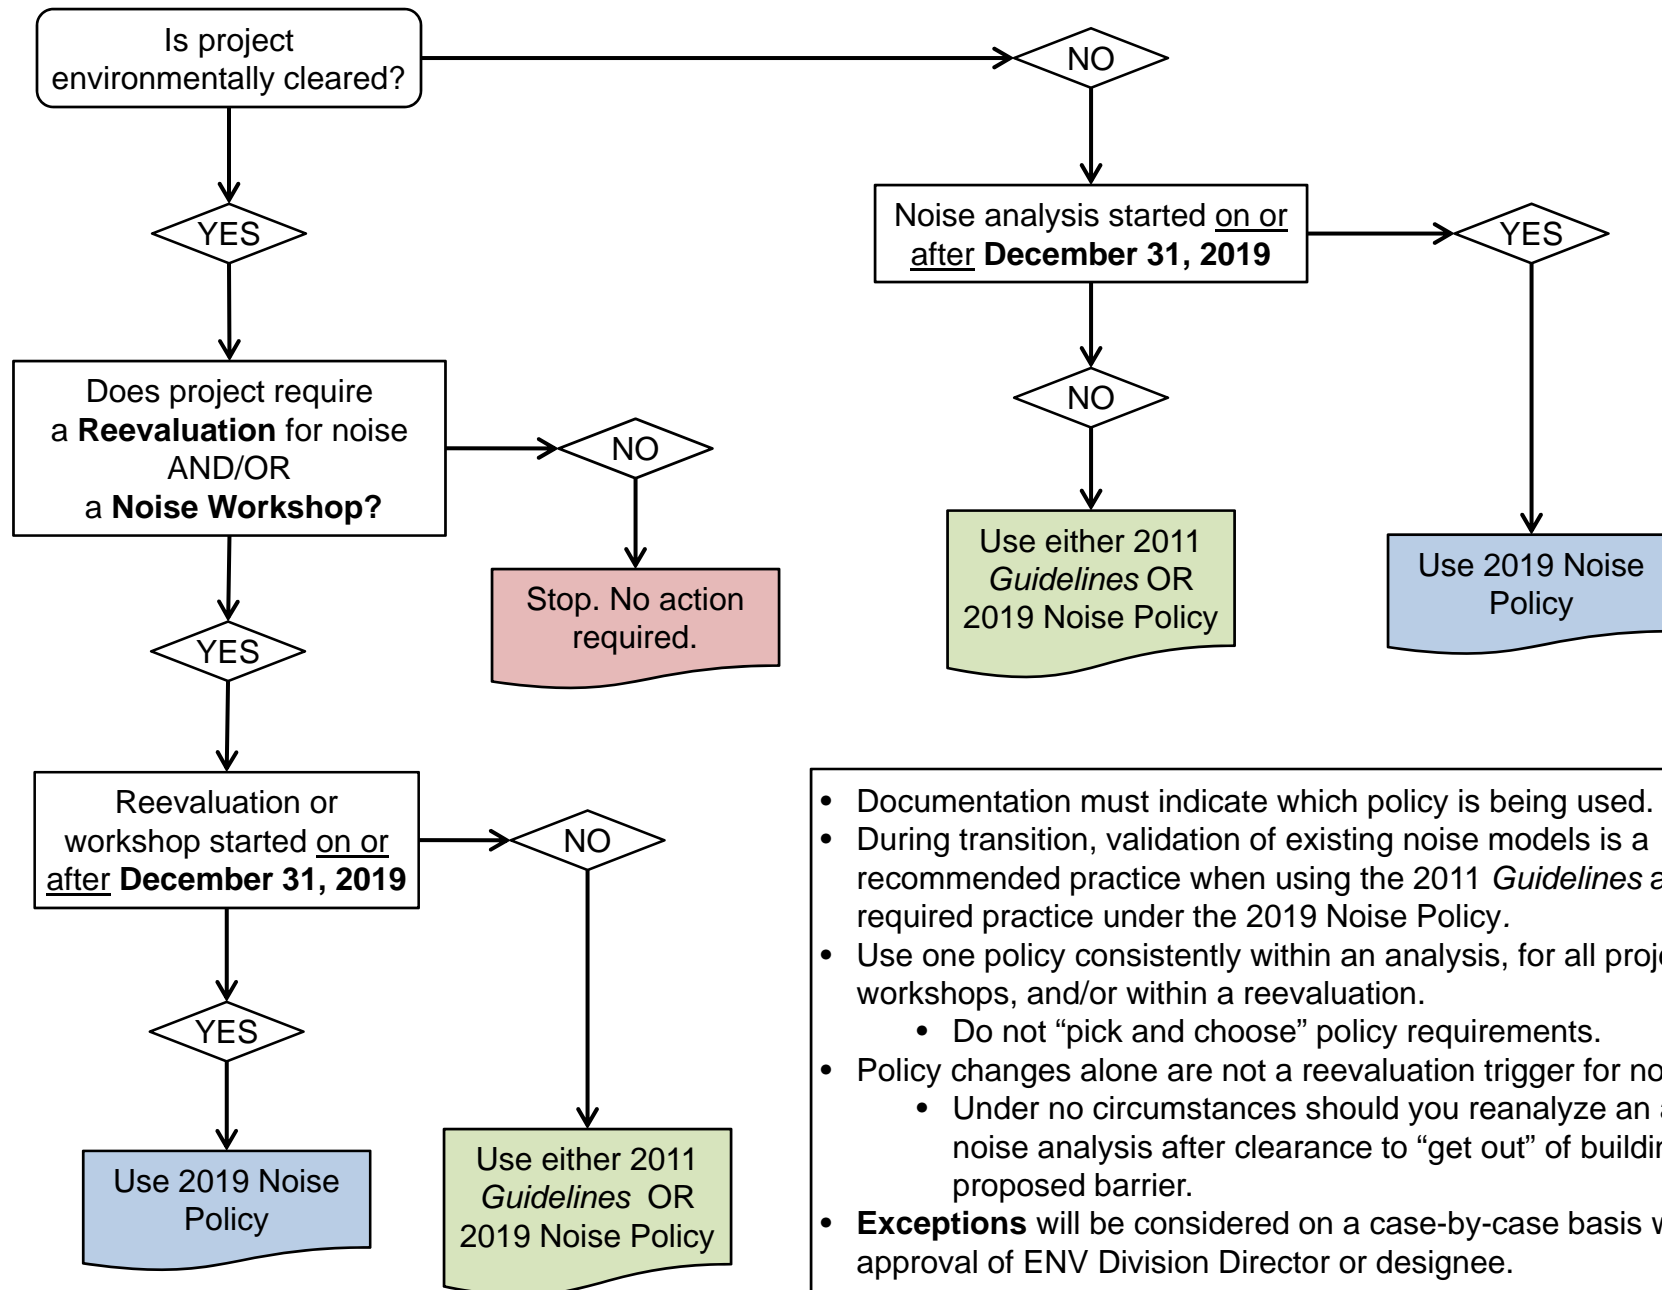 Is project
environmentally cleared?
NO
YES
Noise analysis started on or
after December 31, 2019
YES
Does project require
a Reevaluation for noise
AND/OR
a Noise Workshop?
NO
NO
Use either 2011
Guidelines OR
2019 Noise Policy
Use 2019 Noise
Policy
Stop. No action
required.
YES
Reevaluation or
workshop started on or
after December 31, 2019
NO
YES
Use 2019 Noise
Policy
Use either 2011
Guidelines OR
2019 Noise Policy
• Documentation must indicate which policy is being used.
• During transition, validation of existing noise models is a
recommended practice when using the 2011 Guidelines
required practice under the 2019 Noise Policy.
• Use one policy consistently within an analysis, for all
workshops, and/or within a reevaluation.
• Do not “pick and choose” policy requirements.
• Policy changes alone are not a reevaluation trigger for
• Under no circumstances should you reanalyze an
noise analysis after clearance to “get out” of
proposed barrier.
• Exceptions will be considered on a case-by-case basis
approval of ENV Division Director or designee.